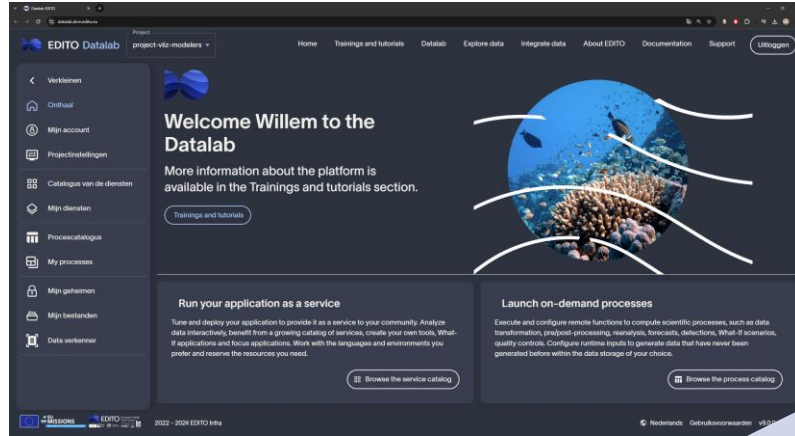 Datalab EDITO
datalab.dive.edito.eu
EDITO Datalab
Project
project-vliz-modelers
Home
Trainings and tutorials
Datalab
Explore data
Integrate data
About EDITO
Documentation
Support
Uitloggen
Verkleinen
Onthaal
Mijn account
Projectinstellingen
Catalogus van de diensten
Mijn diensten
Procescatalogus
My processes
Mijn geheimen
Mijn bestanden
Data verkenner
Welcome Willem to the
Datalab
More information about the platform is
available in the Trainings and tutorials section.
Trainings and tutorials
Run your application as a service
Tune and deploy your application to provide it as a service to your community. Analyze
data interactively, benefit from a growing catalog of services, create your own tools, What-
If applications and focus applications. Work with the languages and environments you
prefer and reserve the resources you need.
Browse the service catalog
Launch on-demand processes
Execute and configure remote functions to compute scientific processes, such as data
transformation, pre/post-processing, reanalysis, forecasts, detections, What-If scenarios,
quality controls. Configure runtime inputs to generate data that have never been
generated before within the data storage of your choice.
Browse the process catalog
EU
MISSIONS
EDITO
2022 - 2024 EDITO Infra
Nederlands
Gebruiksvoorwaarden